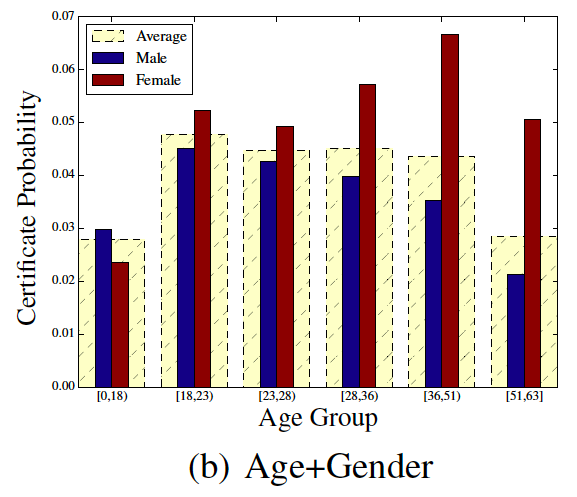 0.07
0.06
0.05
0.04
0.03
0.02
0.01
0.00
Certificate Probability
Average
Male
Female
[0,18) [18,23) [23,28) [28,36) [36,51) [51,63]
Age Group
(b) Age+Gender